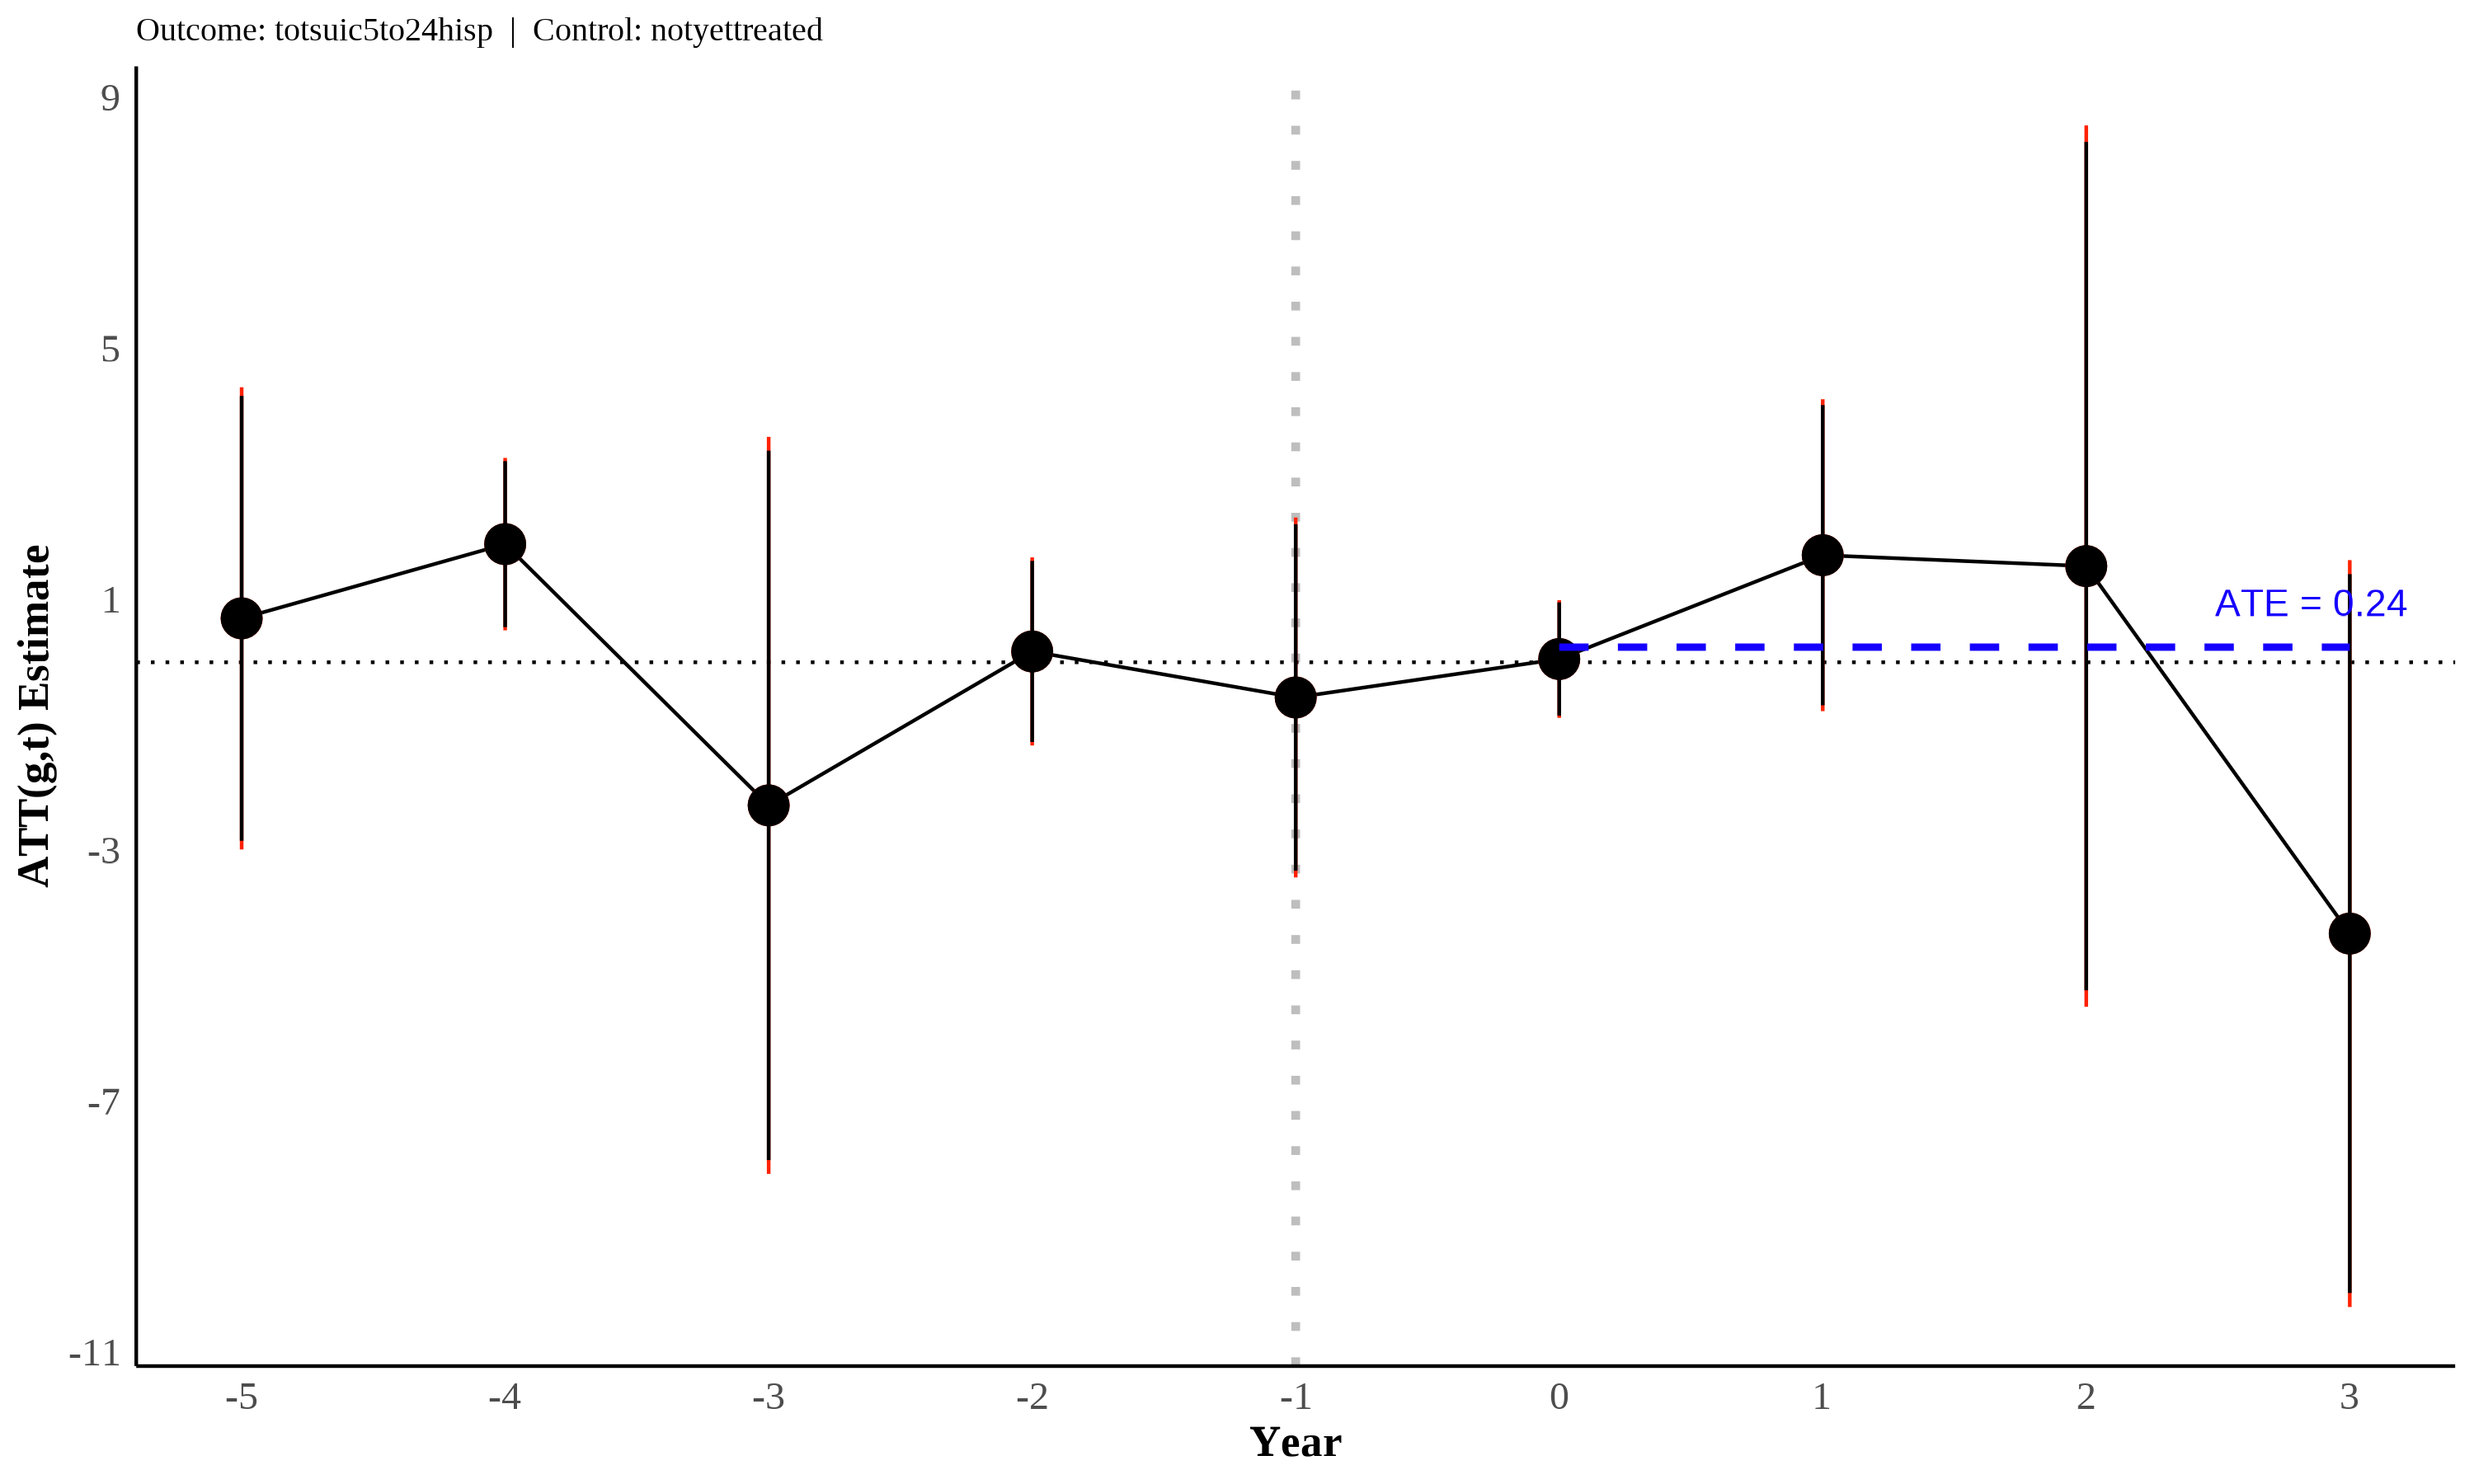 Outcome: totsuic5to24hisp | Control: notyettreated
9
5
1
-3
-7
-11
ATT(g,t) Estimate
ATE = 0.24
-5 -4 -3 -2 -1 0 1 2 3
Year